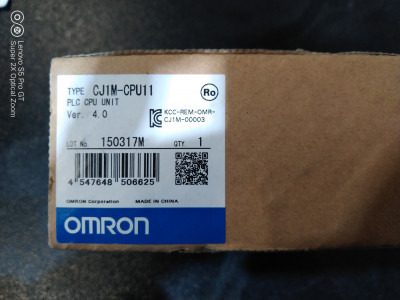 Lenovo S5 Pro GT
Super 2X Optical Zoom
TYPE CJ1M-CPU11
PLC CPU UNIT
Ver. 4.0
Ro
KCC-REM-OMR-
CJ1M-00003
LOT No 150317M QTY 1
4 547648 506625
OMRON Corporation MADE IN CHINA
OMRON